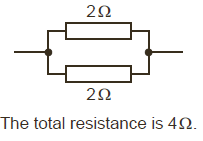 2Ω
2Ω
The total resistance is 4Ω.